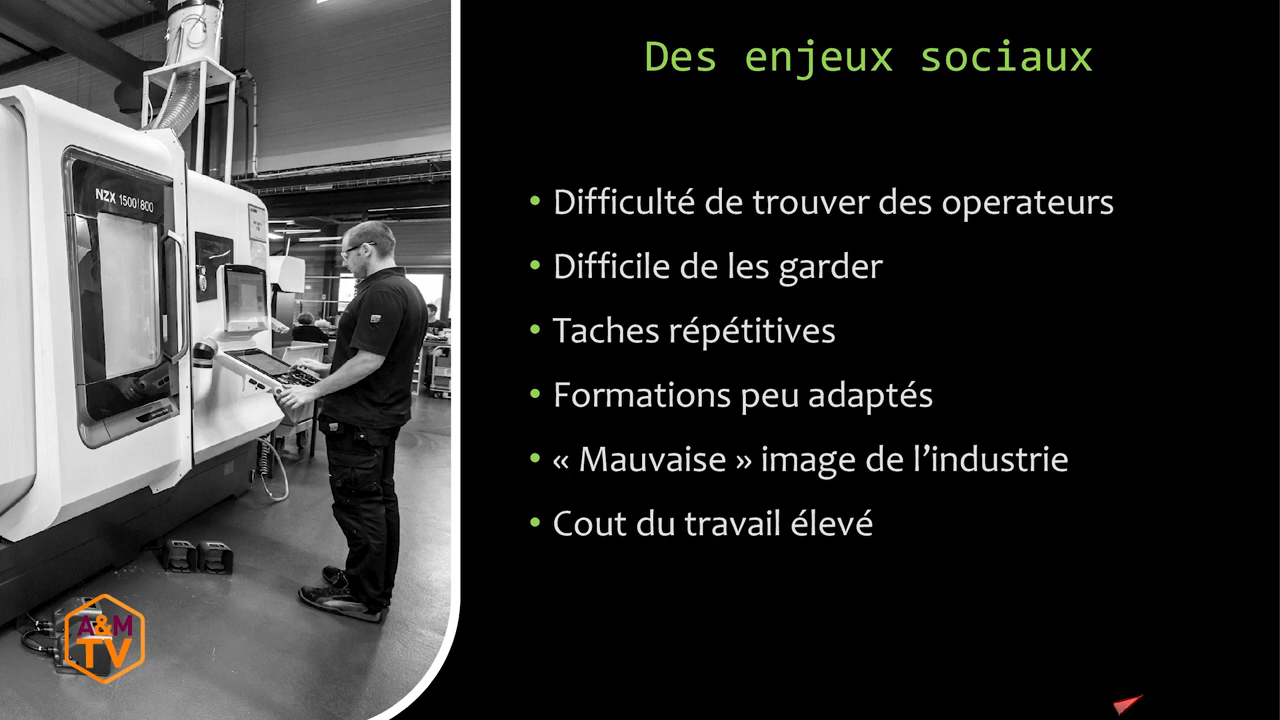 Des enjeux sociaux
• Difficulté de trouver des operateurs
• Difficile de les garder
• Taches répétitives
• Formations peu adaptés
• « Mauvaise » image de l’industrie
• Cout du travail élevé
NZX 1500|800
A&M
TV